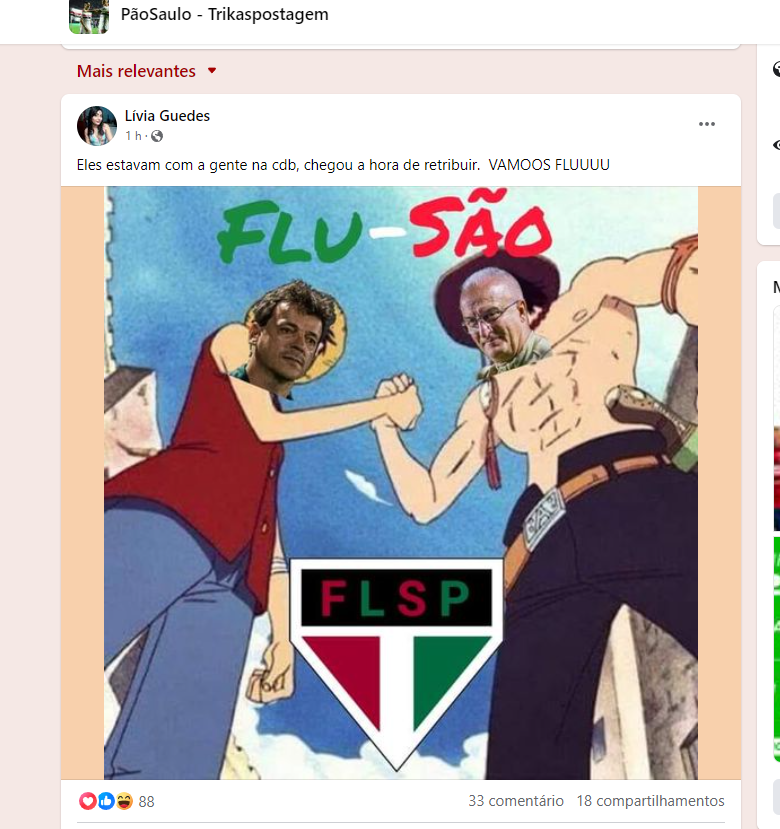 PãoSaulo - Trikaspostagem
Mais relevantes
Lívia Guedes
1 h ·
Eles estavam com a gente na cdb, chegou a hora de retribuir. VAMOOS FLUUUU
FLU-SÃO
FLSP
88
33 comentário 18 compartilhamentos